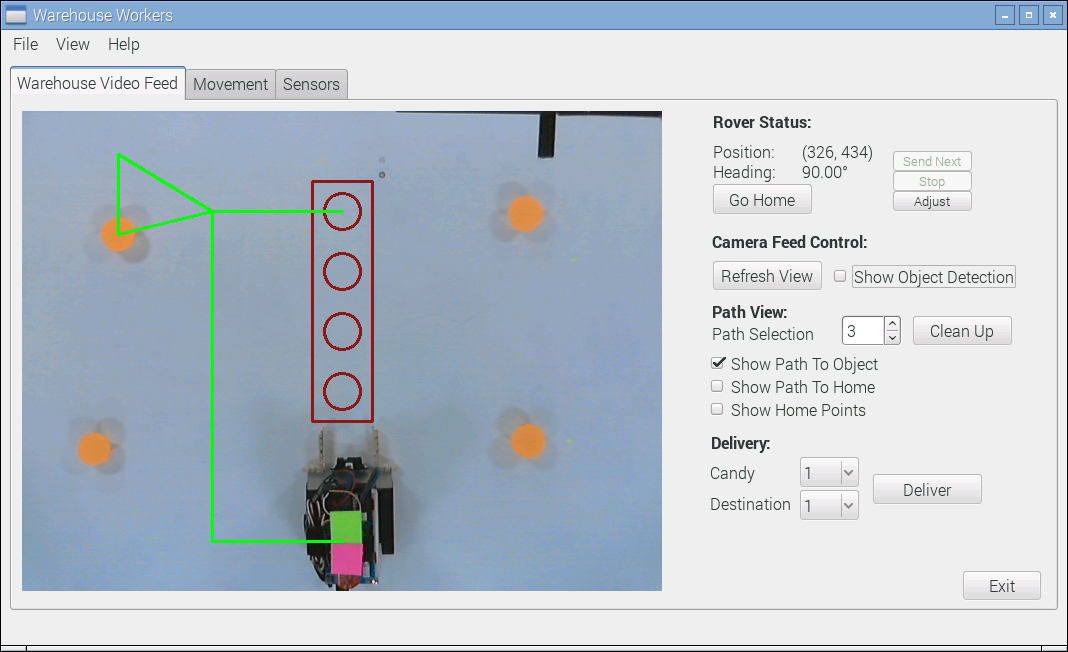 Warehouse Workers
File View Help
Warehouse Video Feed Movement Sensors
Rover Status:
Position: (326, 434)
Heading: 90.00°
Send Next
Stop
Adjust
Go Home
Camera Feed Control:
Refresh View Show Object Detection
Path View:
Path Selection 3 Clean Up
Show Path To Object
Show Path To Home
Show Home Points
Delivery:
Candy 1
Destination 1
Deliver
Exit